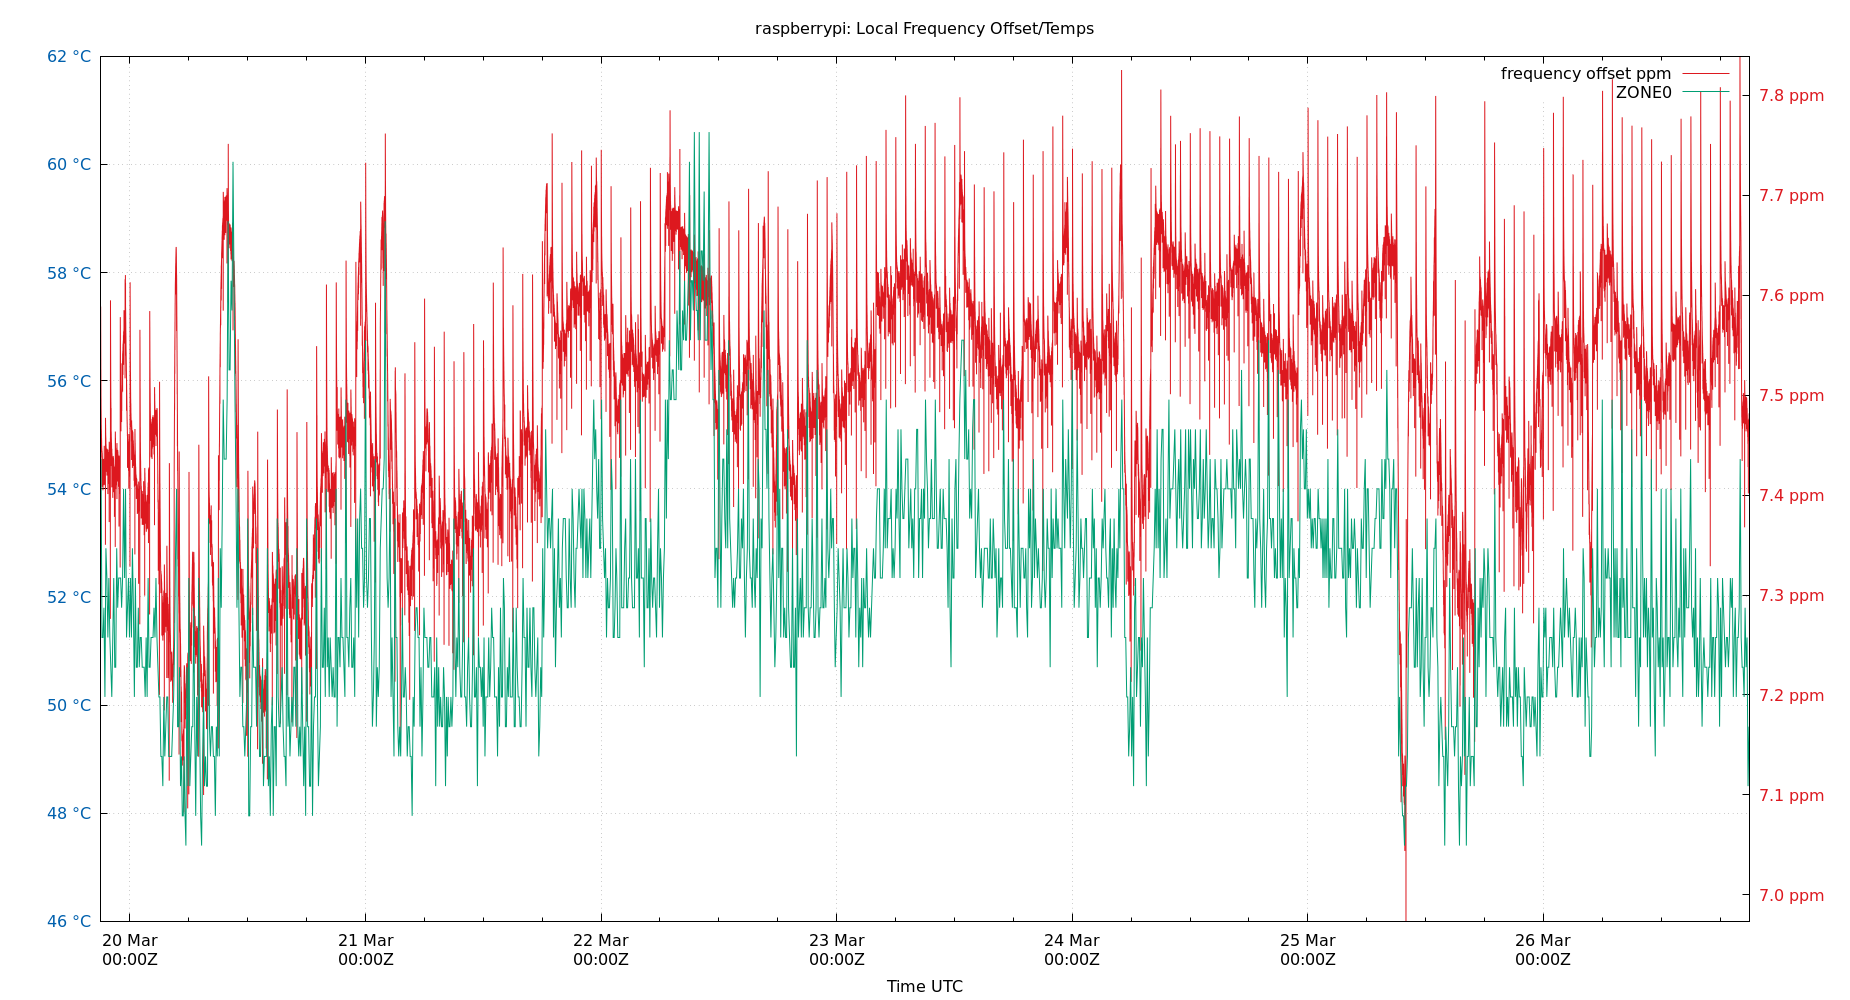 raspberrypi: Local Frequency Offset/Temps
62 °C
60 °C
58 °C
56 °C
54 °C
52 °C
50 °C
48 °C
46 °C
frequency offset ppm
ZONE0
7.8 ppm
7.7 ppm
7.6 ppm
7.5 ppm
7.4 ppm
7.3 ppm
7.2 ppm
7.1 ppm
7.0 ppm
20 Mar
00:00Z
21 Mar
00:00Z
22 Mar
00:00Z
23 Mar
00:00Z
24 Mar
00:00Z
25 Mar
00:00Z
26 Mar
00:00Z
Time UTC